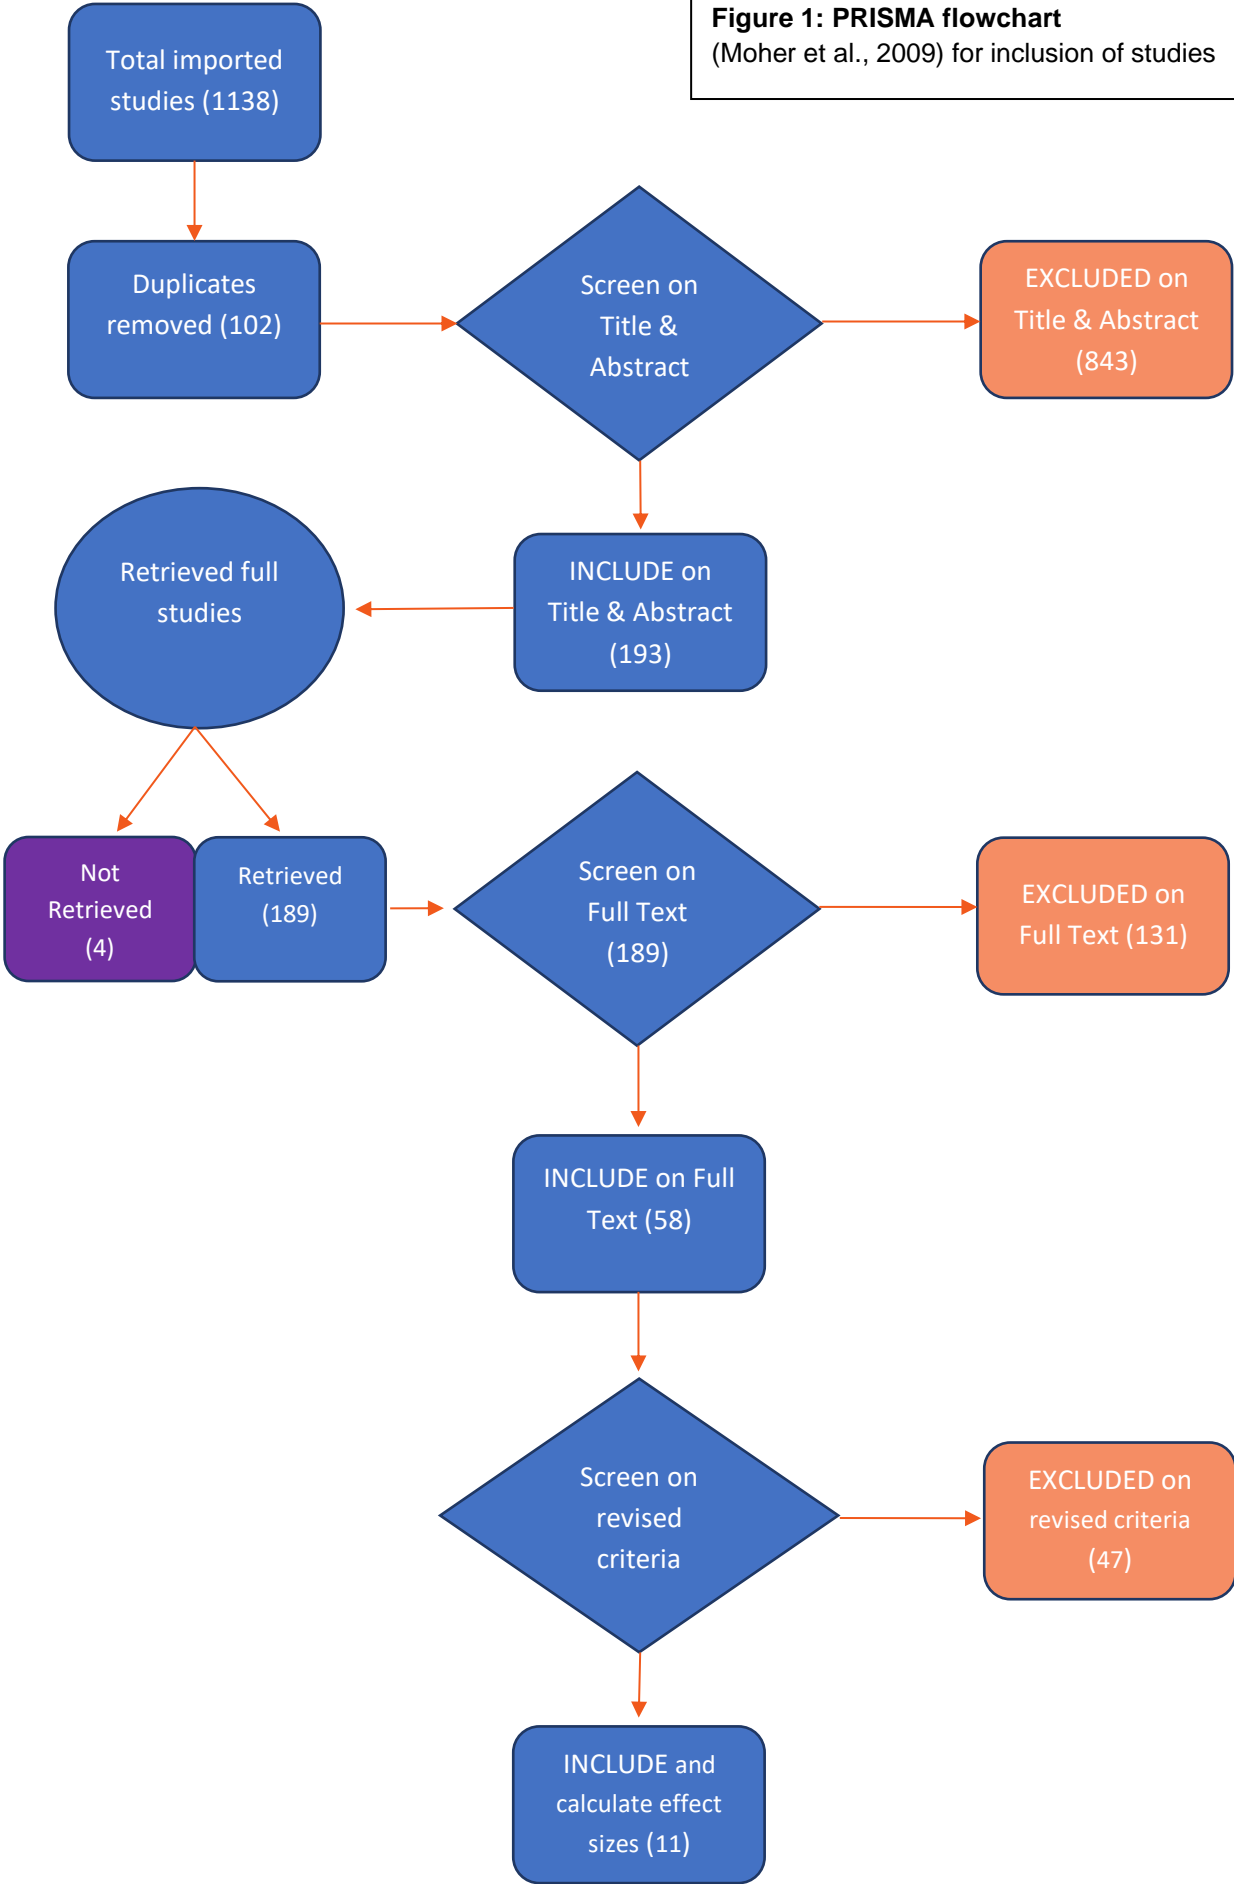 Figure 1: PRISMA flowchart
(Moher et al., 2009) for inclusion of studies
Total imported
studies (1138)
Duplicates
removed (102)
Screen on
Title &
Abstract
EXCLUDED on
Title & Abstract
(843)
INCLUDE on
Title & Abstract
(193)
Retrieved full
studies
Not
Retrieved
(4)
Retrieved
(189)
Screen on
Full Text
(189)
EXCLUDED on
Full Text (131)
INCLUDE on Full
Text (58)
Screen on
revised
criteria
EXCLUDED on
revised criteria
(47)
INCLUDE and
calculate effect
sizes (11)